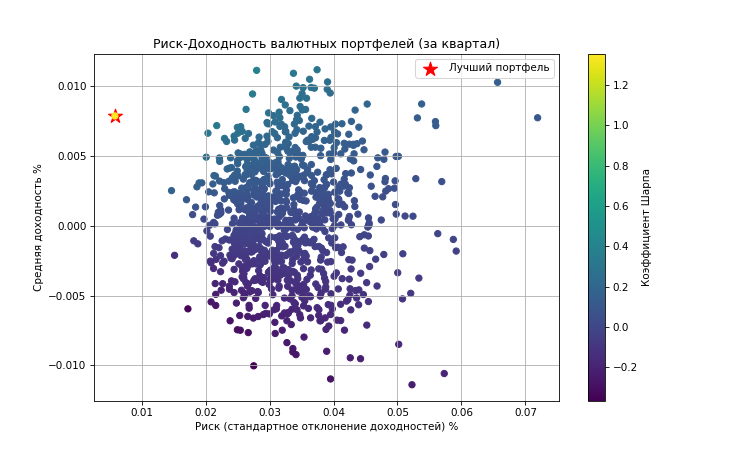 Риск-Доходность валютных портфелей (за квартал)
Лучший портфель
0.010
0.005
0.000
−0.005
−0.010
Средняя доходность %
0.01 0.02 0.03 0.04 0.05 0.06 0.07
Риск (стандартное отклонение доходностей) %
1.2
1.0
0.8
0.6
0.4
0.2
0.0
−0.2
Коэффициент Шарпа